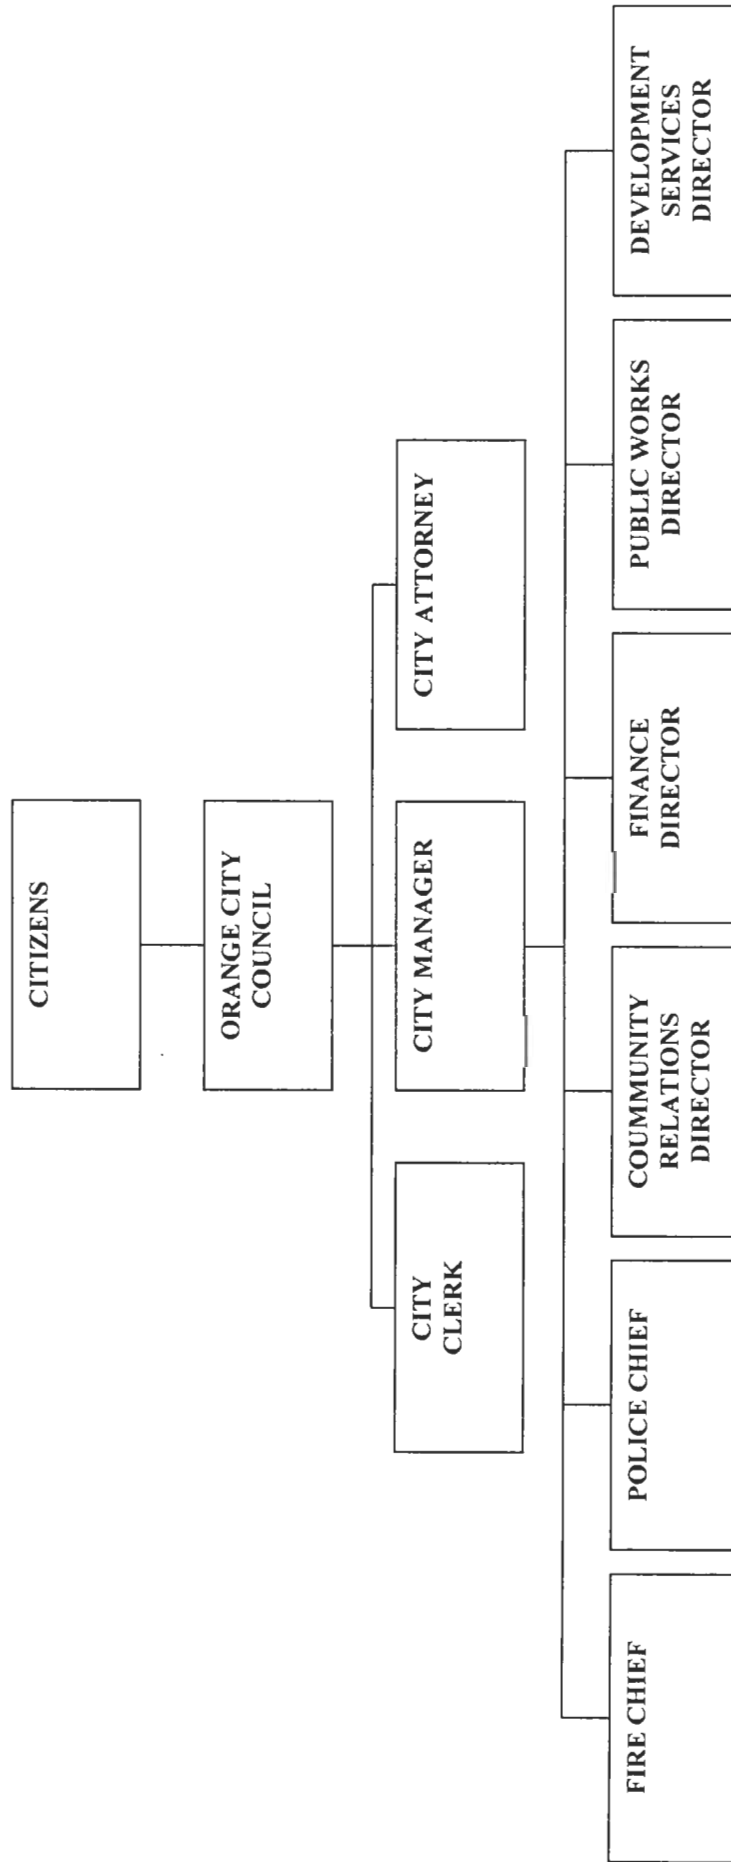 CITIZENS
ORANGE CITY
COUNCIL
CITY
CLERK
CITY MANAGER
CITY ATTORNEY
FIRE CHIEF
POLICE CHIEF
COUMMUNITY
RELATIONS
DIRECTOR
FINANCE
DIRECTOR
PUBLIC WORKS
DIRECTOR
DEVELOPMENT
SERVICES
DIRECTOR